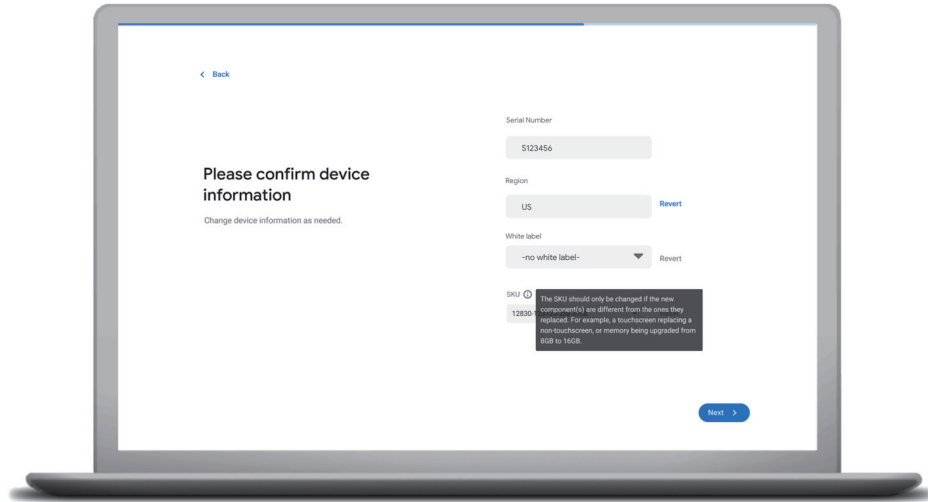 Back
Please confirm device
information
Change device information as needed.
Serial Number
S123456
Region
US
Revert
White label
-no white label-
Revert
SKU
12830-1
The SKU should only be changed if the new
component(s) are different from the ones they
replaced. For example, a touchscreen replacing a
non-touchscreen, or memory being upgraded from
8GB to 16GB.
Next